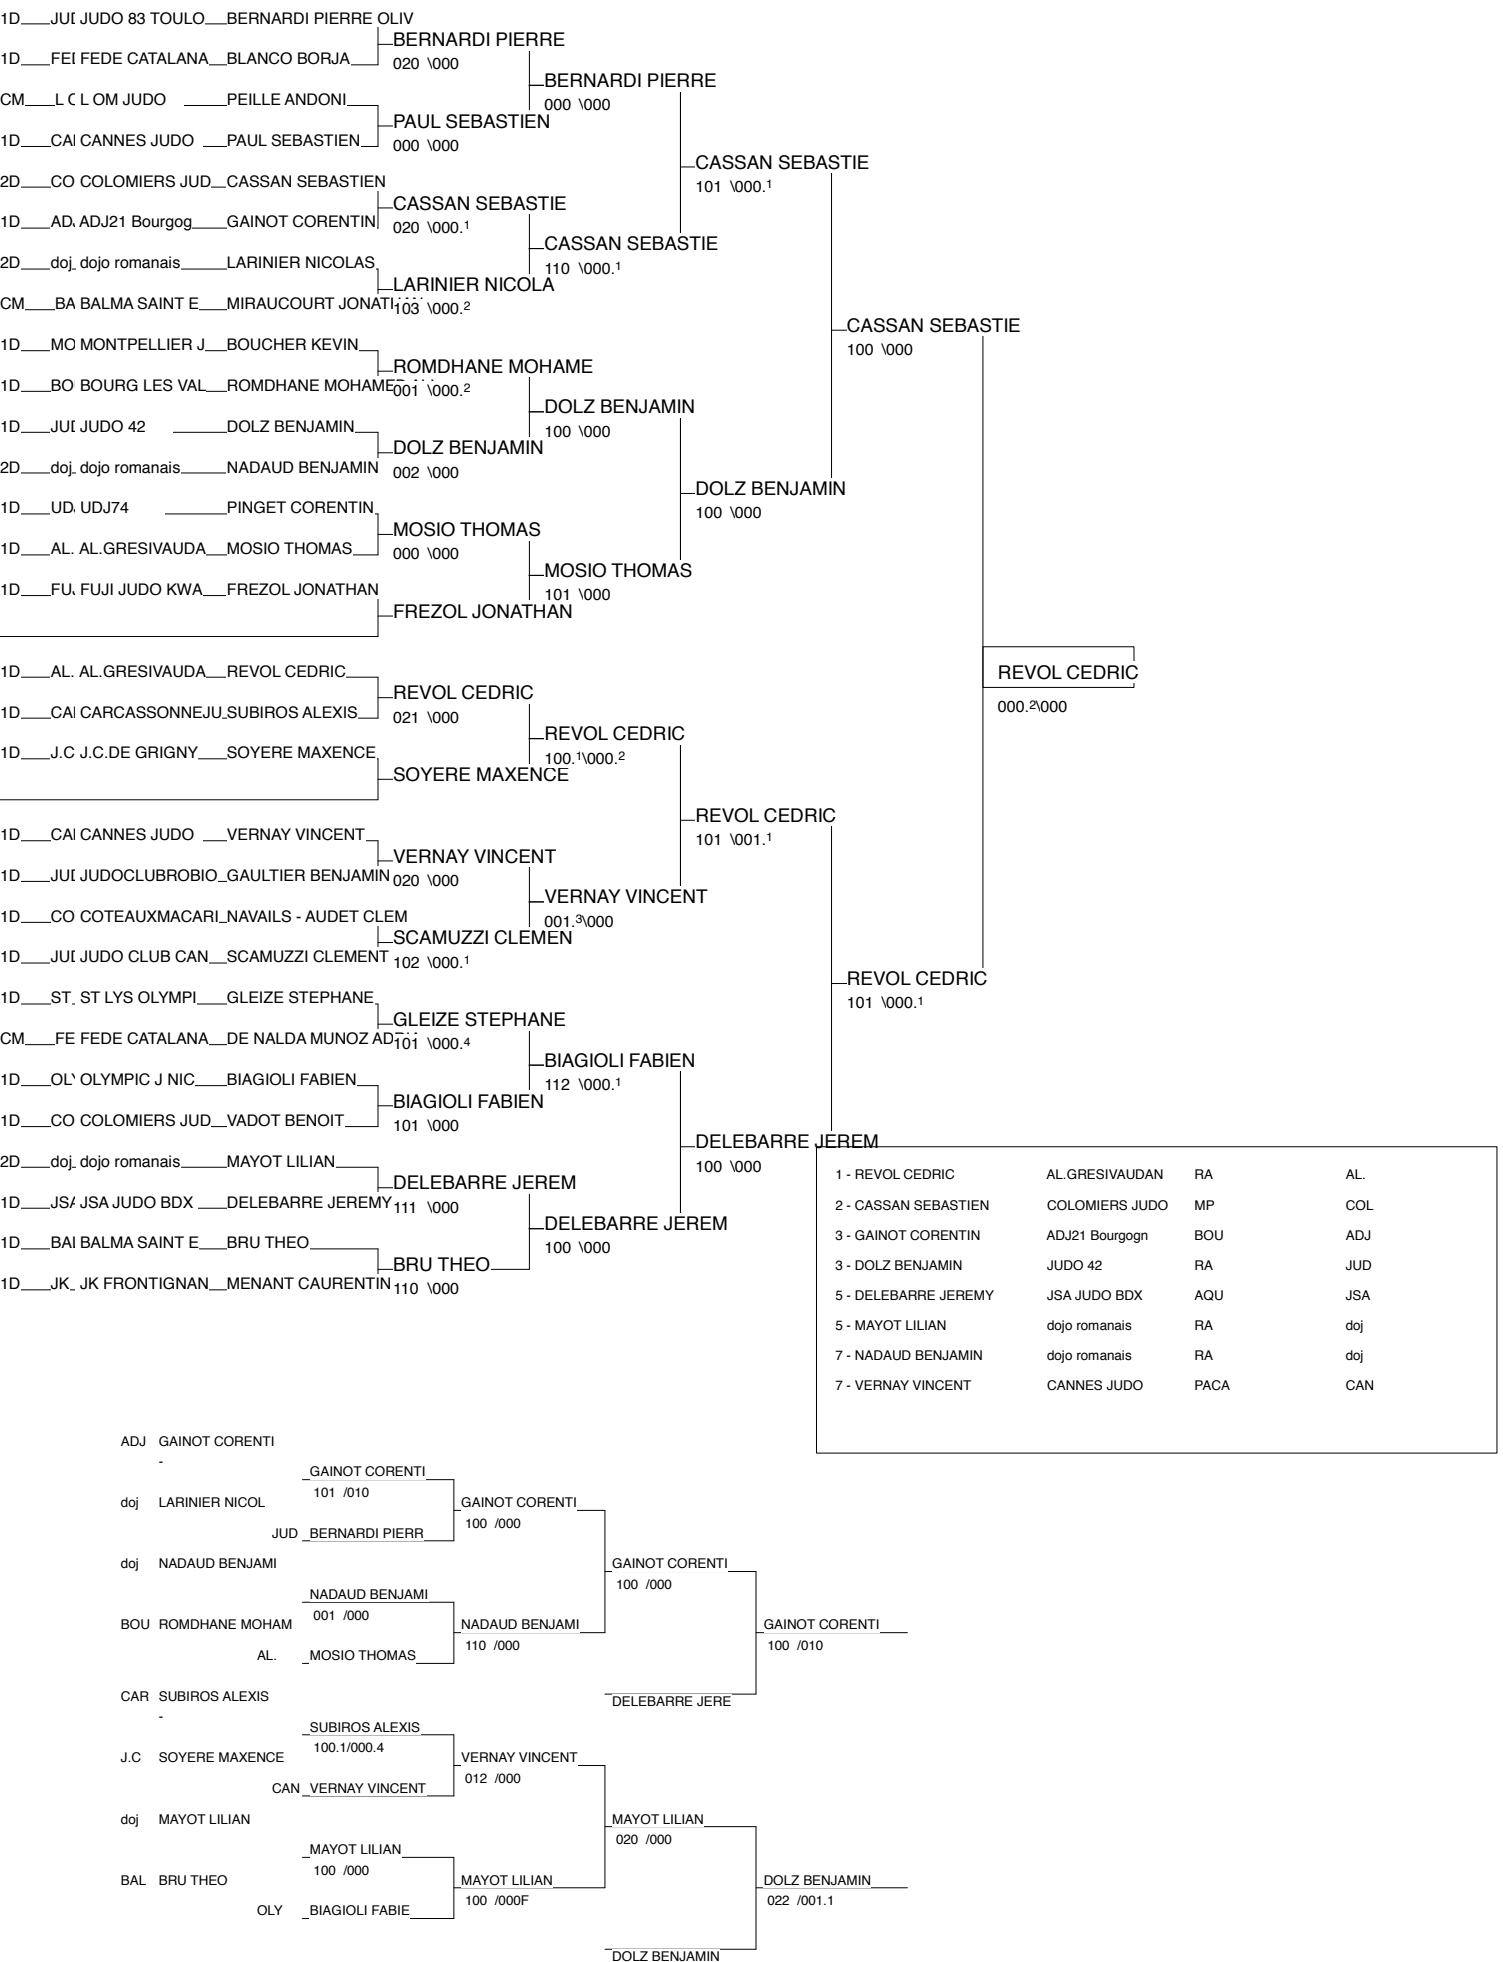 1D JUD JUDO 83 TOULO BERNARDI PIERRE OLIV
BERNARDI PIERRE
1D FED FEDE CATALANA BLANCO BORJA
020 \000
BERNARDI PIERRE
CM L O L OM JUDO PEILLE ANDONI
000 \000
PAUL SEBASTIEN
1D CAN CANNES JUDO PAUL SEBASTIEN
000 \000
CASSAN SEBASTIE
2D CO COLOMIERS JUD CASSAN SEBASTIEN
101 \000.1
CASSAN SEBASTIE
1D ADJ ADJ21 Bourgog GAINOT CORENTIN
020 \000.1
CASSAN SEBASTIE
2D doj dojo romanais LARINIER NICOLAS
110 \000.1
LARINIER NICOLA
CM BA BALMA SAINT E MIRAUCOURT JONATHAN
103 \000.2
CASSAN SEBASTIE
1D MO MONTPELLIER J BOUCHER KEVIN
100 \000
ROMDHANE MOHAME
1D BO BOURG LES VAL ROMDHANE MOHAMED
001 \000.2
DOLZ BENJAMIN
1D JUD JUDO 42 DOLZ BENJAMIN
100 \000
DOLZ BENJAMIN
2D doj dojo romanais NADAUD BENJAMIN
002 \000
DOLZ BENJAMIN
1D UDJ UDJ74 PINGET CORENTIN
100 \000
MOSIO THOMAS
1D AL. AL.GRESIVAUDA MOSIO THOMAS
000 \000
MOSIO THOMAS
1D FUJ FUJI JUDO KWA FREZOL JONATHAN
101 \000
FREZOL JONATHAN
1D AL. AL.GRESIVAUDA REVOL CEDRIC
REVOL CEDRIC
REVOL CEDRIC
000.2\000
1D CAR CARCASSONNEJU SUBIROS ALEXIS
021 \000
REVOL CEDRIC
1D J.C J.C.DE GRIGNY SOYERE MAXENCE
100.1\000.2
SOYERE MAXENCE
REVOL CEDRIC
1D CAN CANNES JUDO VERNAY VINCENT
101 \001.1
VERNAY VINCENT
1D JUD JUDOCLUBROBIO GAULTIER BENJAMIN
020 \000
VERNAY VINCENT
1D CO COTEAUXMACARI NAVAILS - AUDET CLEM
001.3\000
SCAMUZZI CLEMEN
1D JUD JUDO CLUB CAN SCAMUZZI CLEMENT
102 \000.1
REVOL CEDRIC
1D ST ST LYS OLYMPI GLEIZE STEPHANE
101 \000.1
GLEIZE STEPHANE
CM FE FEDE CATALANA DE NALDA MUNOZ ADRIA
101 \000.4
BIAGIOLI FABIEN
1D OLY OLYMPIC J NIC BIAGIOLI FABIEN
112 \000.1
BIAGIOLI FABIEN
1D CO COLOMIERS JUD VADOT BENOIT
101 \000
DELEBARRE JEREM
2D doj dojo romanais MAYOT LILIAN
100 \000
DELEBARRE JEREM
1D JSA JSA JUDO BDX DELEBARRE JEREMY
111 \000
DELEBARRE JEREM
1D BAL BALMA SAINT E BRU THEO
100 \000
BRU THEO
1D JK JK FRONTIGNAN MENANT CAURENTIN
110 \000
1 - REVOL CEDRIC AL.GRESIVAUDAN RA AL.
2 - CASSAN SEBASTIEN COLOMIERS JUDO MP COL
3 - GAINOT CORENTIN ADJ21 Bourgogn BOU ADJ
3 - DOLZ BENJAMIN JUDO 42 RA JUD
5 - DELEBARRE JEREMY JSA JUDO BDX AQU JSA
5 - MAYOT LILIAN dojo romanais RA doj
7 - NADAUD BENJAMIN dojo romanais RA doj
7 - VERNAY VINCENT CANNES JUDO PACA CAN
ADJ GAINOT CORENTI
-
GAINOT CORENTI
101 /010
doj LARINIER NICOL
GAINOT CORENTI
100 /000
JUD BERNARDI PIERR
doj NADAUD BENJAMI
GAINOT CORENTI
100 /000
NADAUD BENJAMI
001 /000
BOU ROMDHANE MOHAM
NADAUD BENJAMI
110 /000
GAINOT CORENTI
100 /010
AL. MOSIO THOMAS
CAR SUBIROS ALEXIS
-
DELEBARRE JERE
SUBIROS ALEXIS
100.1/000.4
J.C SOYERE MAXENCE
VERNAY VINCENT
012 /000
CAN VERNAY VINCENT
doj MAYOT LILIAN
MAYOT LILIAN
020 /000
MAYOT LILIAN
100 /000
BAL BRU THEO
MAYOT LILIAN
100 /000F
DOLZ BENJAMIN
022 /001.1
OLY BIAGIOLI FABIE
DOLZ BENJAMIN